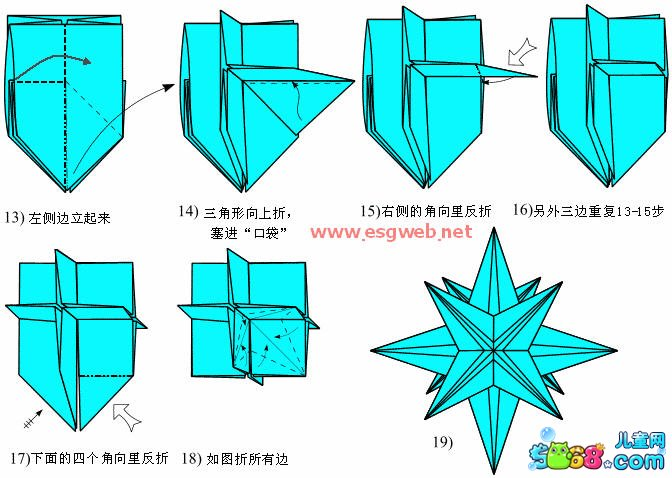 13) 左侧边立起来
14) 三角形向上折，
塞进“口袋”
15)右侧的角向里反折
16)另外三边重复13-15步
www.esgweb.net
17)下面的四个角向里反折
18) 如图折所有边
19)
儿童网
5068.com